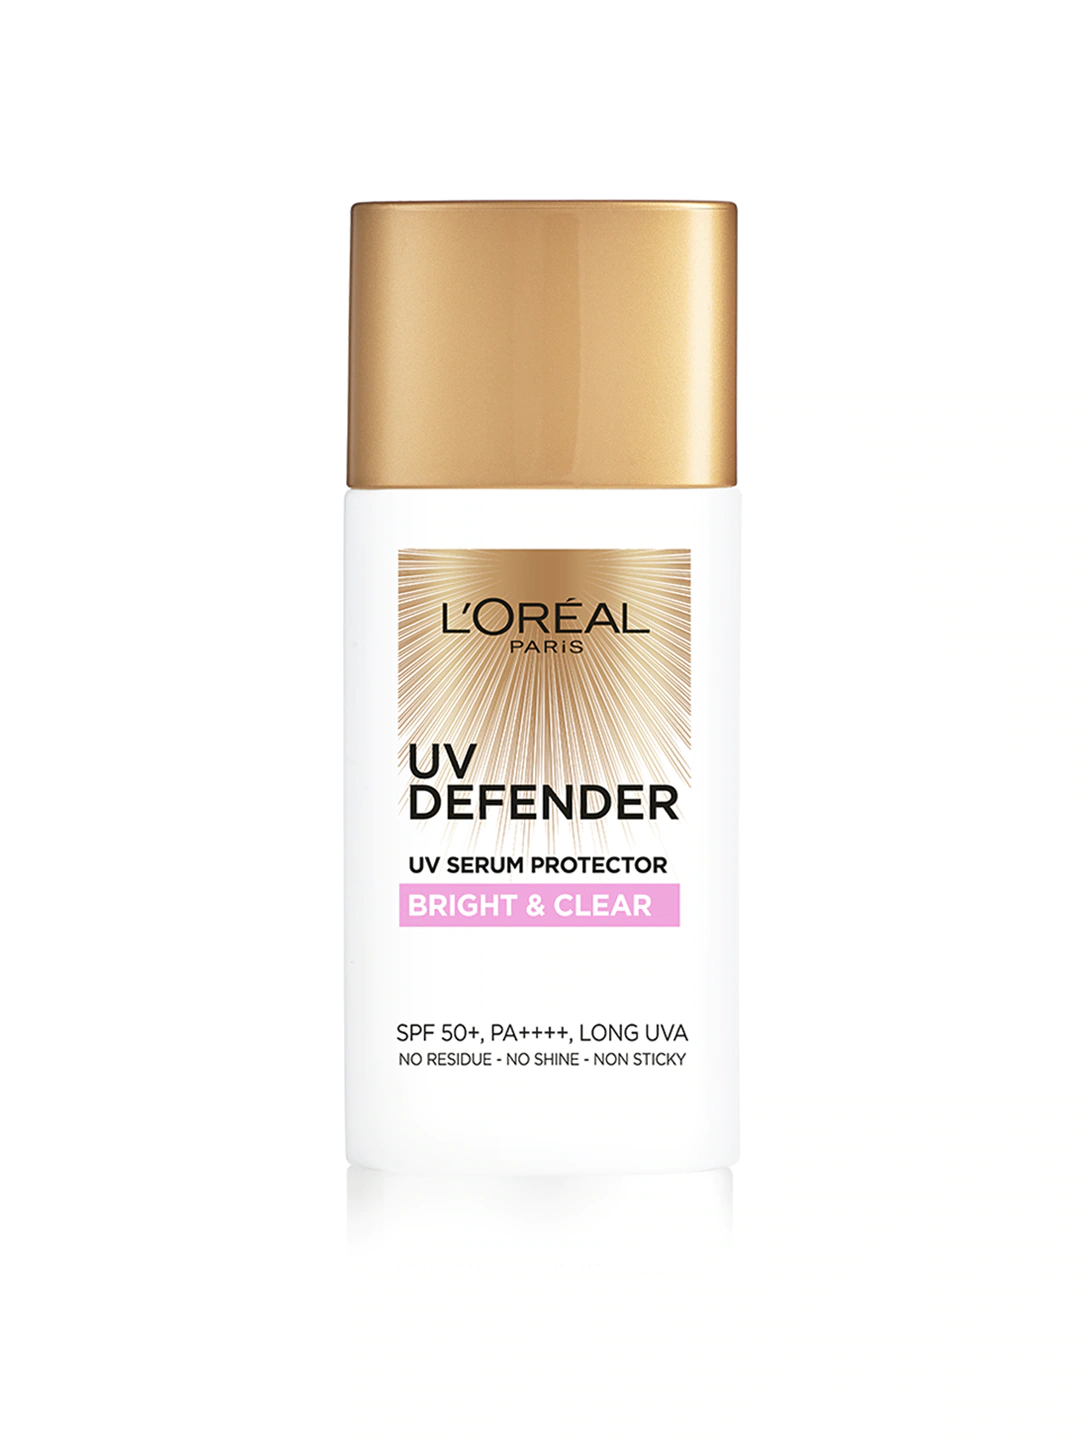 L'ORÉAL
PARiS
UV
DEFENDER
UV SERUM PROTECTOR
BRIGHT & CLEAR
SPF 50+, PA++++, LONG UVA
NO RESIDUE - NO SHINE - NON STICKY